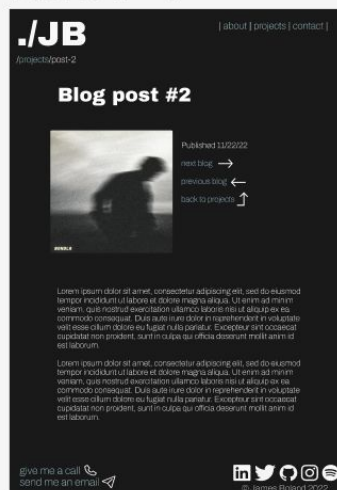 ./JB
| about | projects | contact |
/projects/post-2
Blog post #2
Published 11/22/22
next blog
previous blog
back to projects
Lorem ipsum dolor sit amet, consectetur adipiscing elit, sed do eiusmod
tempor incididunt ut labore et dolore magna aliqua. Ut enim ad minim
veniam, quis nostrud exercitation ullamco laboris nisi ut aliquip ex ea
commodo consequat. Duis aute irure dolor in reprehenderit in voluptate
velit esse cillum dolore eu fugiat nulla pariatur. Excepteur sint occaecat
cupidatat non proident, sunt in culpa qui officia deserunt mollit anim id
est laborum.
Lorem ipsum dolor sit amet, consectetur adipiscing elit, sed do eiusmod
tempor incididunt ut labore et dolore magna aliqua. Ut enim ad minim
veniam, quis nostrud exercitation ullamco laboris nisi ut aliquip ex ea
commodo consequat. Duis aute irure dolor in reprehenderit in voluptate
velit esse cillum dolore eu fugiat nulla pariatur. Excepteur sint occaecat
cupidatat non proident, sunt in culpa qui officia deserunt mollit anim id
est laborum.
give me a call
send me an email
in
© James Boland 2022